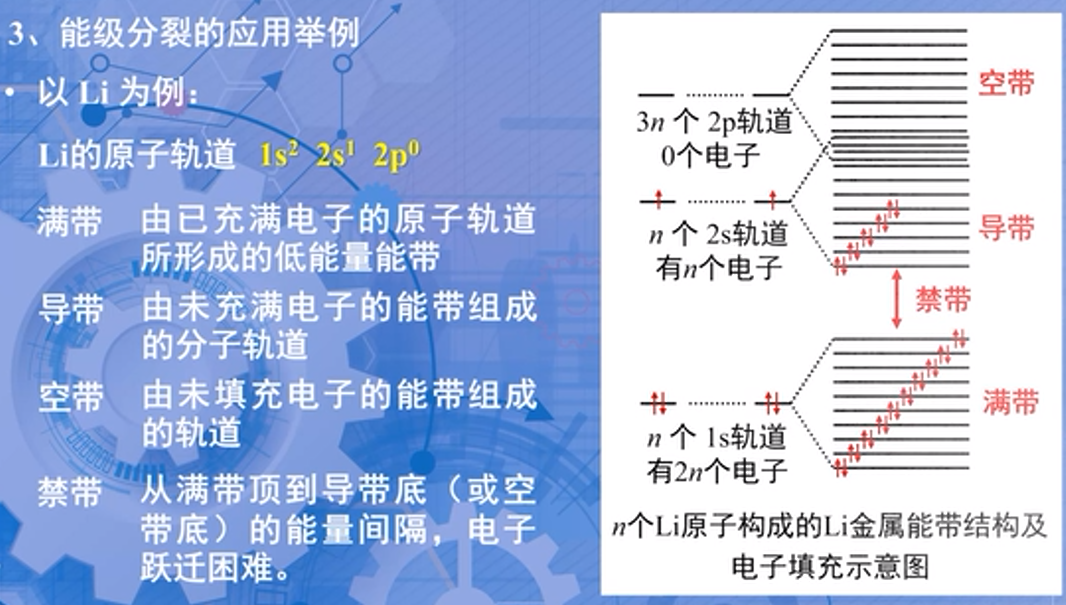 3、能级分裂的应用举例
• 以 Li 为例：
Li的原子轨道 1s² 2s¹ 2p⁰
满带 由已充满电子的原子轨道
所形成的低能量能带
导带 由未充满电子的能带组成
的分子轨道
空带 由未填充电子的能带组成
的轨道
禁带 从满带顶到导带底（或空
带底）的能量间隔，电子
跃迁困难。
空带
3n 个 2p轨道
0个电子
n 个 2s轨道
有n个电子
导带
禁带
满带
n 个 1s轨道
有2n个电子
n个Li原子构成的Li金属能带结构及
电子填充示意图